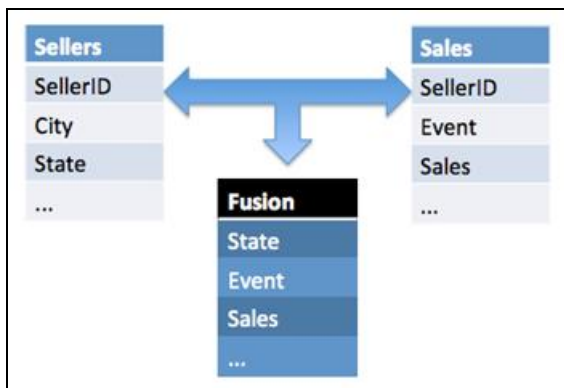 Sellers
SellerID
City
State
...
Sales
SellerID
Event
Sales
...
Fusion
State
Event
Sales
...